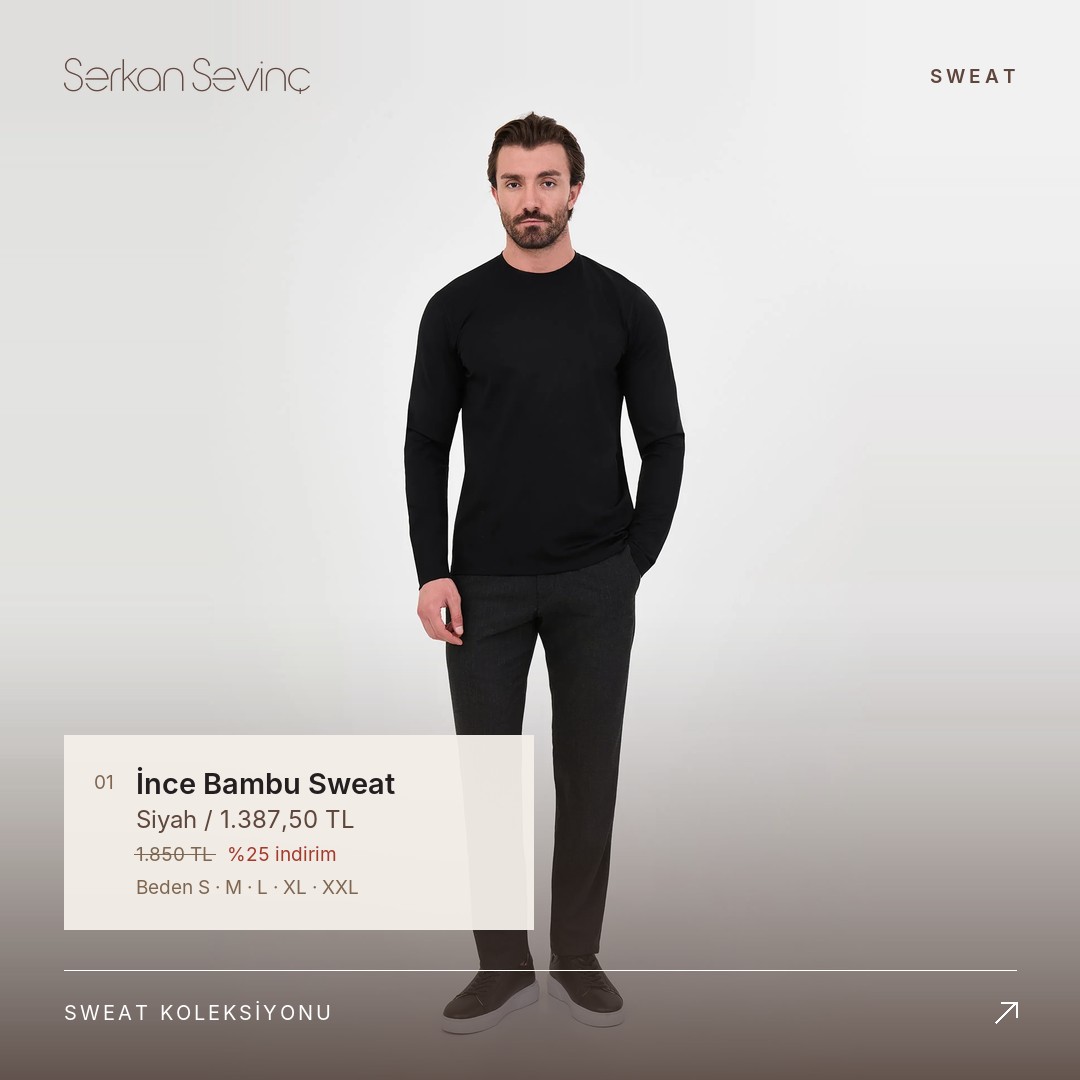 Serkan Sevinç
SWEAT
01 İnce Bambu Sweat
Siyah / 1.387,50 TL
1.850 TL %25 indirim
Beden S · M · L · XL · XXL
SWEAT KOLEKSİYONU